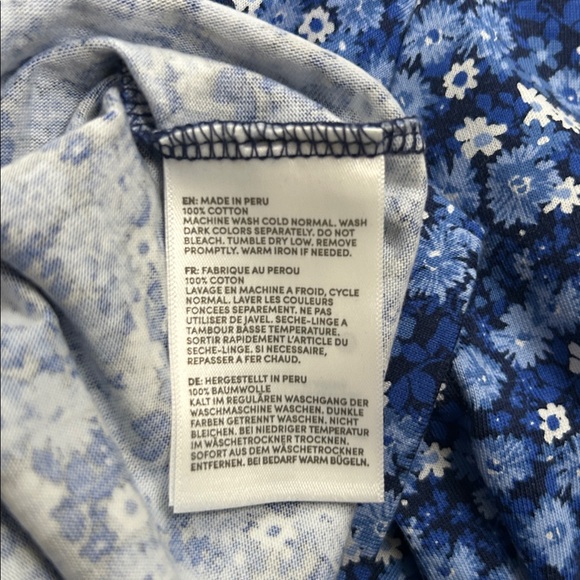 EN: MADE IN PERU
100% COTTON
MACHINE WASH COLD NORMAL. WASH
DARK COLORS SEPARATELY. DO NOT
BLEACH. TUMBLE DRY LOW. REMOVE
PROMPTLY. WARM IRON IF NEEDED.
FR: FABRIQUE AU PEROU
100% COTON
LAVAGE EN MACHINE A FROID, CYCLE
NORMAL. LAVER LES COULEURS
FONCEES SEPAREMENT. NE PAS
UTILISER DE JAVEL. SECHE-LINGE A
TAMBOUR BASSE TEMPERATURE.
SORTIR RAPIDEMENT L'ARTICLE DU
SECHE-LINGE. SI NECESSAIRE,
REPASSER A FER CHAUD.
DE: HERGESTELLT IN PERU
100% BAUMWOLLE
KALT IM REGULÄREN WASCHGANG DER
WASCHMASCHINE WASCHEN. DUNKLE
FARBEN GETRENNT WASCHEN. NICHT
BLEICHEN. BEI NIEDRIGER TEMPERATUR
IM WÄSCHETROCKNER TROCKNEN.
SOFORT AUS DEM WÄSCHETROCKNER
ENTFERNEN. BEI BEDARF WARM BÜGELN.